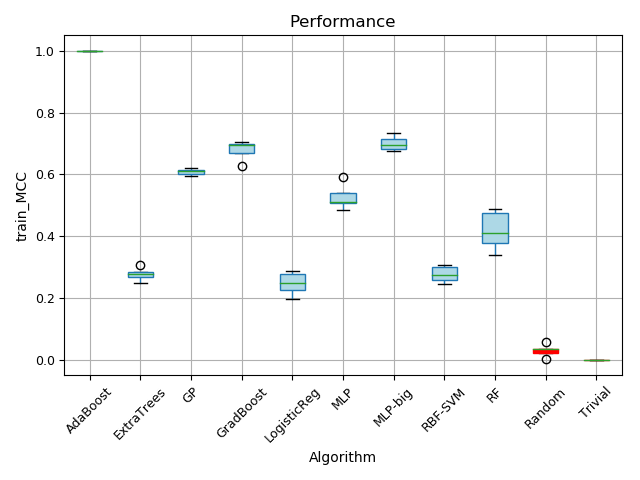 Performance
train_MCC
1.0
0.8
0.6
0.4
0.2
0.0
AdaBoost
ExtraTrees
GP
GradBoost
LogisticReg
MLP
MLP-big
RBF-SVM
RF
Random
Trivial
Algorithm